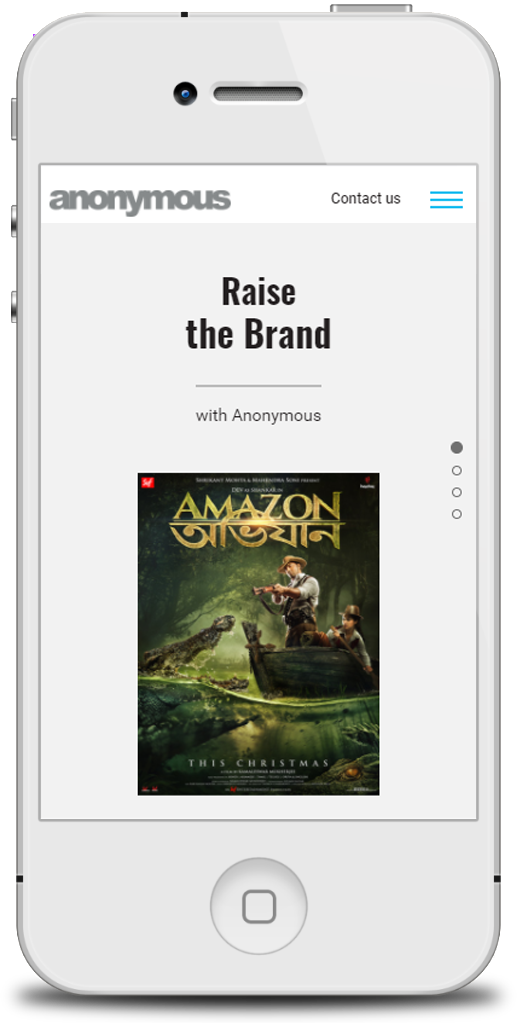 anonymous
Contact us
Raise
the Brand
with Anonymous
SVF
SHRIKANT MOHTA & MAHENDRA SONI PRESENT
DEV AS SHANKAR IN
AMAZON
অভিযান
THIS CHRISTMAS
A FILM BY KAMALESWAR MUKHERJEE